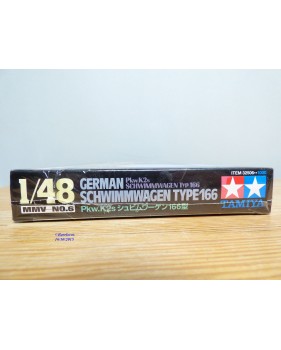 1/48
MMV-NO.6
GERMAN
Pkw.K2s
SCHWIMMWAGEN TYP 166
SCHWIMMWAGEN TYPE 166
Pkw.K2s シュビムワーゲン166型
TAMIYA